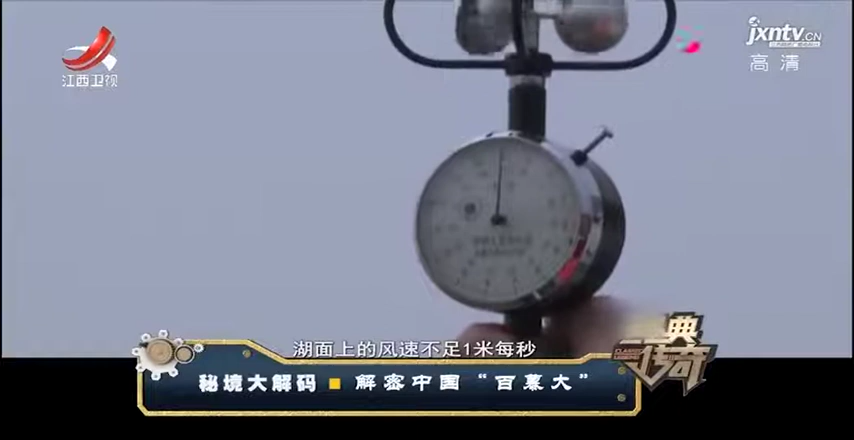 江西卫视
jxntv.CN
高清
湖面上的风速不足1米每秒
典
传奇
秘境大解码 ■ 解密中国“百慕大”